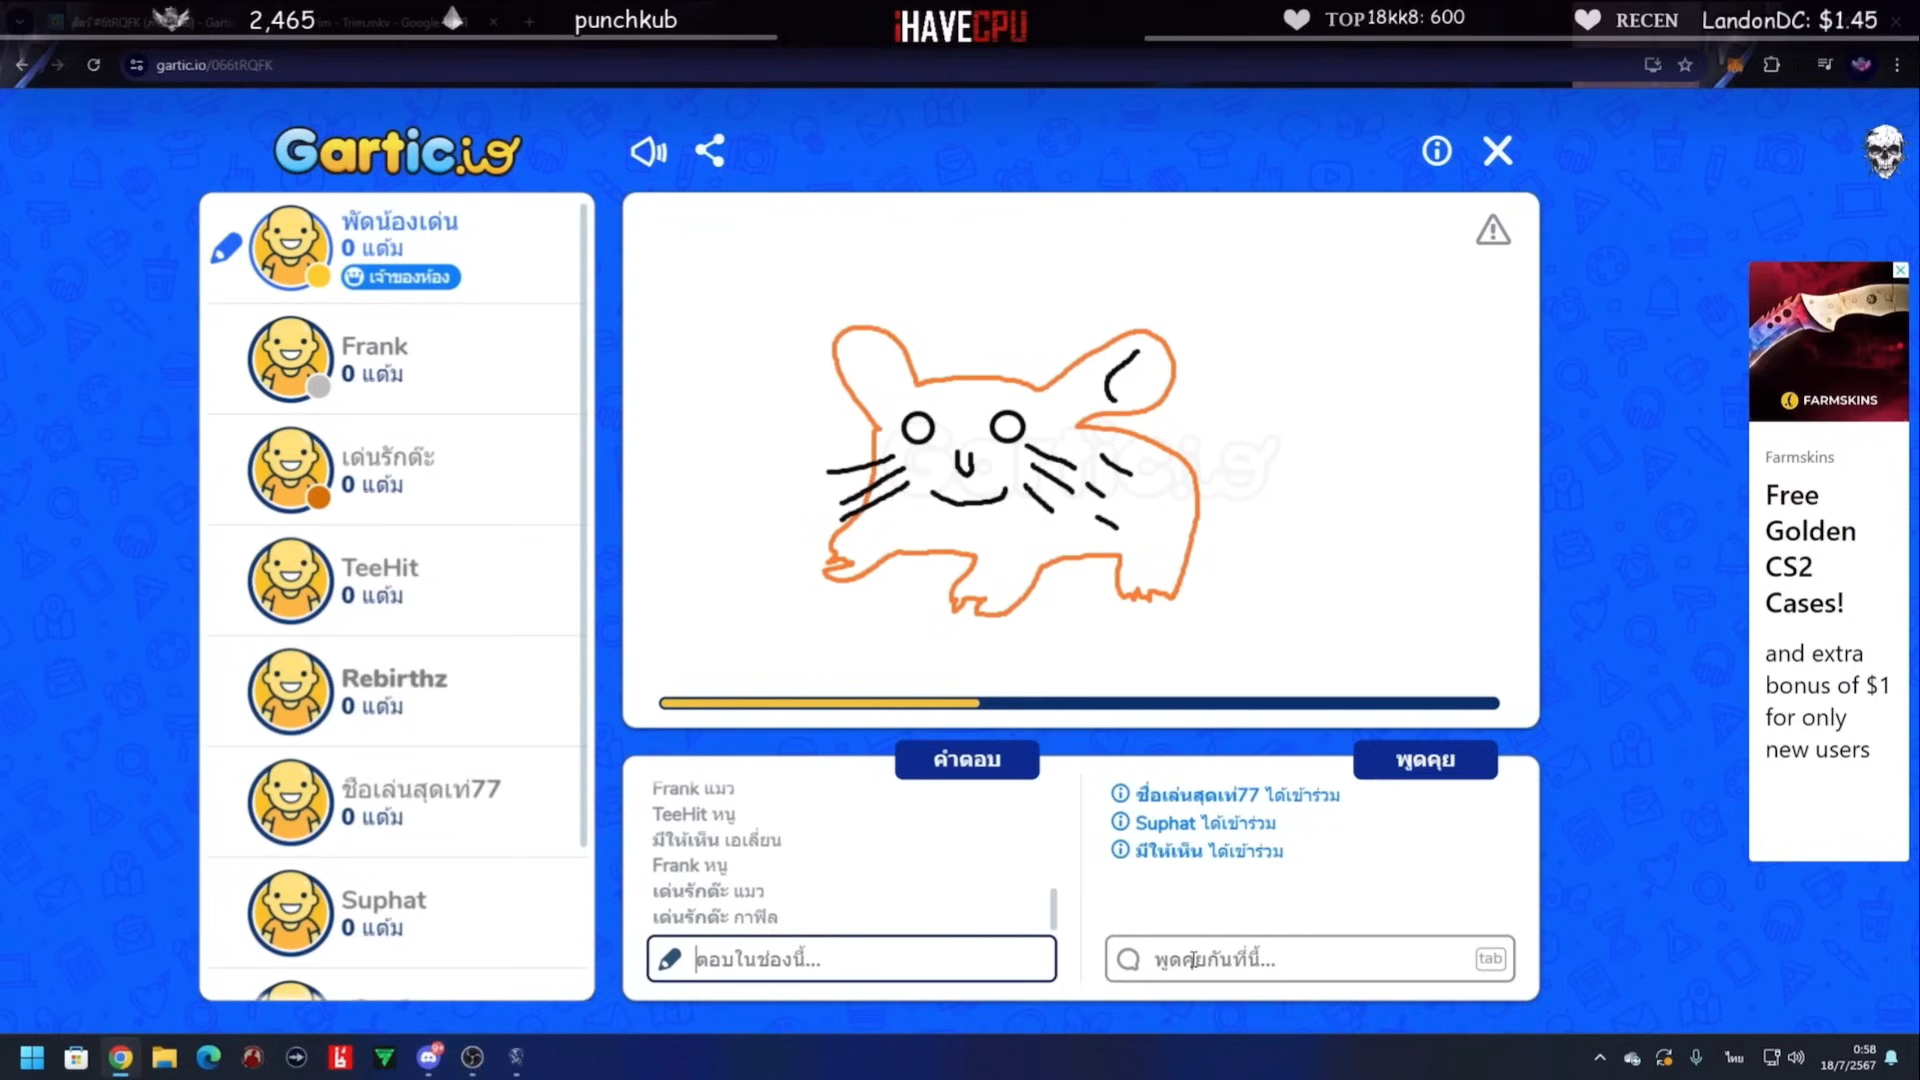 2,465
punchkub
iHAVECPU
TOP 18kk8: 600
RECEN
LandonDC: $1.45
gartic.io/066tRQFK
Gartic.io
พัดน้องเด่น
0 แต้ม
เจ้าของห้อง
Frank
0 แต้ม
เด่นรักต๊ะ
0 แต้ม
TeeHit
0 แต้ม
Rebirthz
0 แต้ม
ชื่อเล่นสุดเท่77
0 แต้ม
Suphat
0 แต้ม
Gartic.io
คำตอบ
Frank แมว
TeeHit หนู
มีให้เห็น เอเลี่ยน
Frank หนู
เด่นรักต๊ะ แมว
เด่นรักต๊ะ กาฟิล
ตอบในช่องนี้...
พูดคุย
ชื่อเล่นสุดเท่77 ได้เข้าร่วม
Suphat ได้เข้าร่วม
มีให้เห็น ได้เข้าร่วม
พูดคุยกันที่นี้...
tab
FARMSKINS
Farmskins
Free
Golden
CS2
Cases!
and extra
bonus of $1
for only
new users
ไทย
0:58
18/7/2567